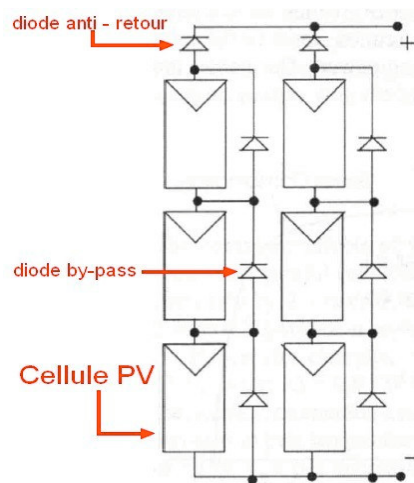 diode anti - retour
+
diode by-pass
Cellule PV
−